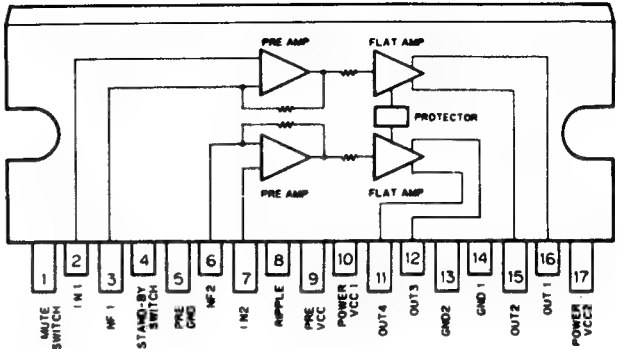 PRE AMP
FLAT AMP
PROTECTOR
PRE AMP
FLAT AMP
1 2 3 4 5 6 7 8 9 10 11 12 13 14 15 16 17
MUTE
SWITCH
IN 1
NF 1
STAND-BY
SWITCH
PRE
GND
NF2
IN2
RIPPLE
PRE
VCC
POWER
VCC 1
OUT4
OUT3
GND2
GND 1
OUT2
OUT 1
POWER
VCC2